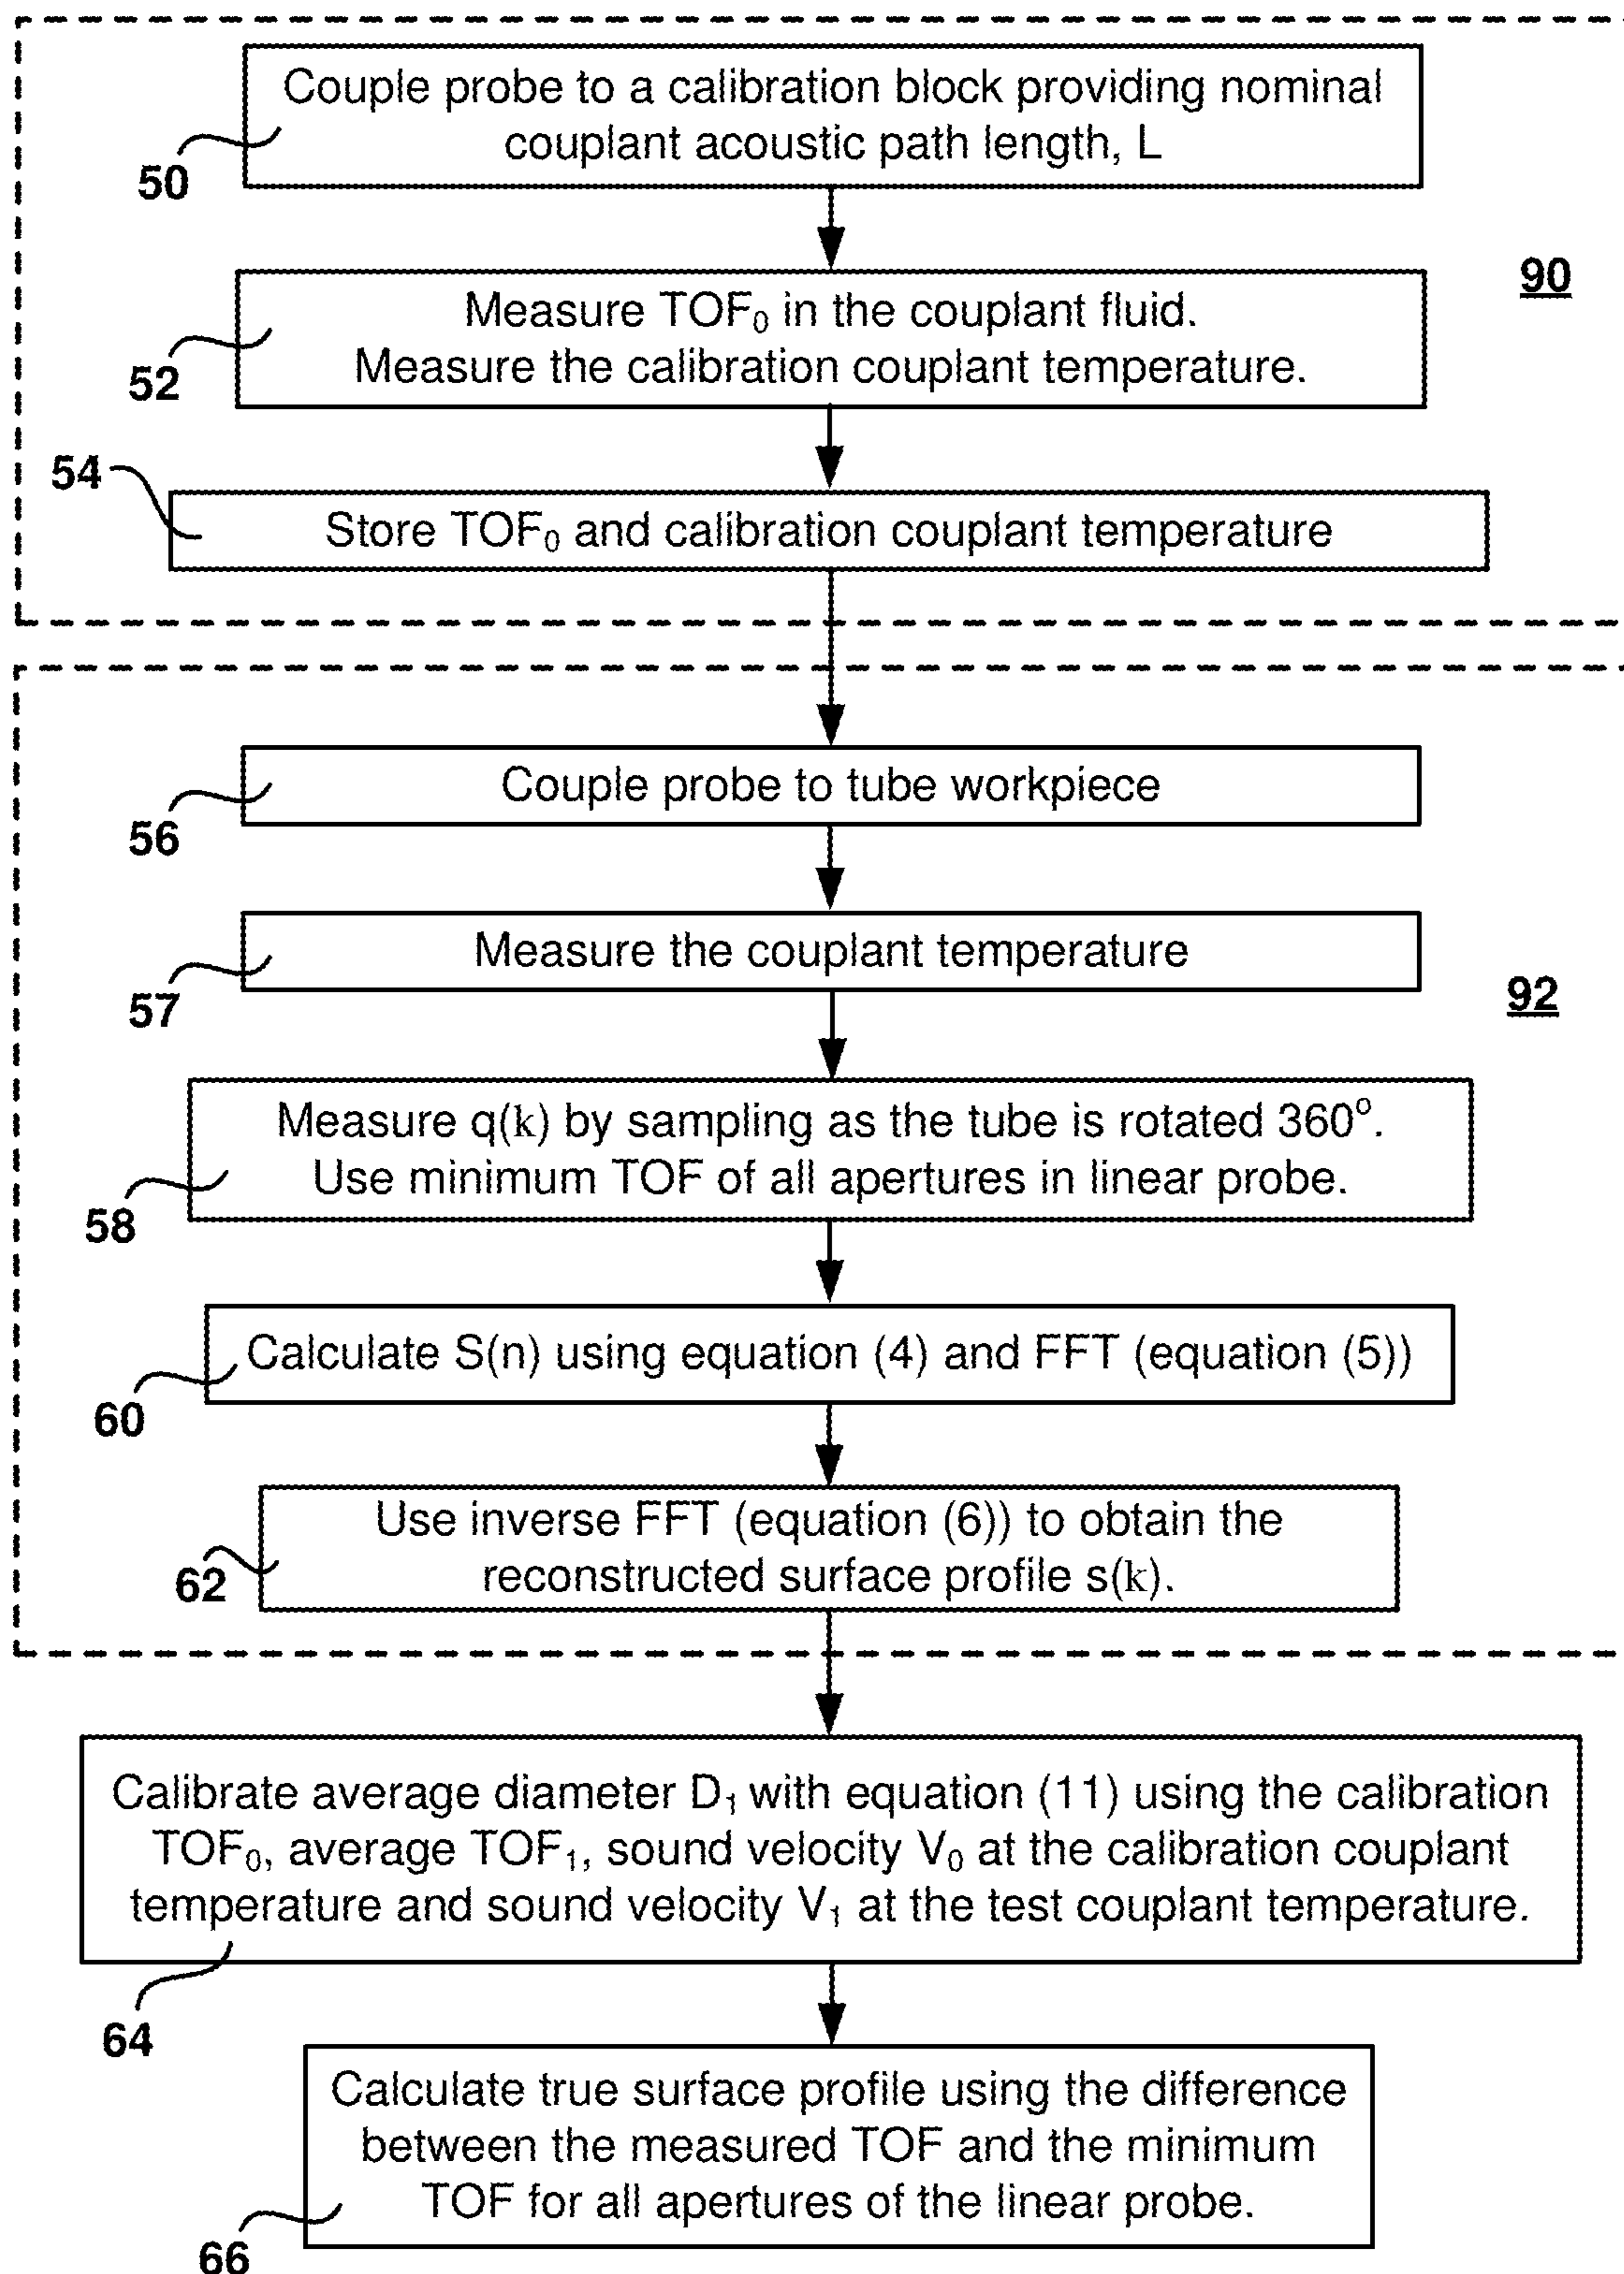 Couple probe to a calibration block providing nominal
couplant acoustic path length, L
50
90
Measure TOF₀ in the couplant fluid.
Measure the calibration couplant temperature.
52
54
Store TOF₀ and calibration couplant temperature
Couple probe to tube workpiece
56
Measure the couplant temperature
57
92
Measure q(k) by sampling as the tube is rotated 360°.
Use minimum TOF of all apertures in linear probe.
58
Calculate S(n) using equation (4) and FFT (equation (5))
60
Use inverse FFT (equation (6)) to obtain the
reconstructed surface profile s(k).
62
Calibrate average diameter D₁ with equation (11) using the calibration
TOF₀, average TOF₁, sound velocity V₀ at the calibration couplant
temperature and sound velocity V₁ at the test couplant temperature.
64
Calculate true surface profile using the difference
between the measured TOF and the minimum
TOF for all apertures of the linear probe.
66